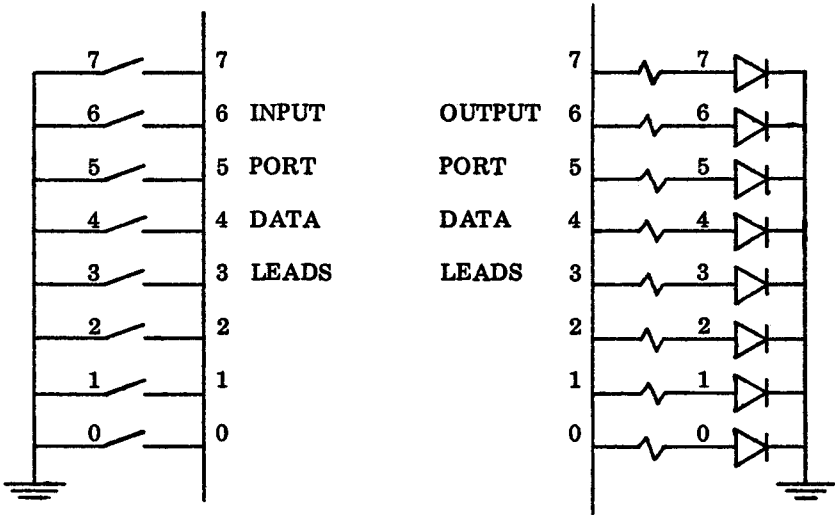 7 7 7 7
6 6 INPUT OUTPUT 6 6
5 5 PORT PORT 5 5
4 4 DATA DATA 4 4
3 3 LEADS LEADS 3 3
2 2 2 2
1 1 1 1
0 0 0 0